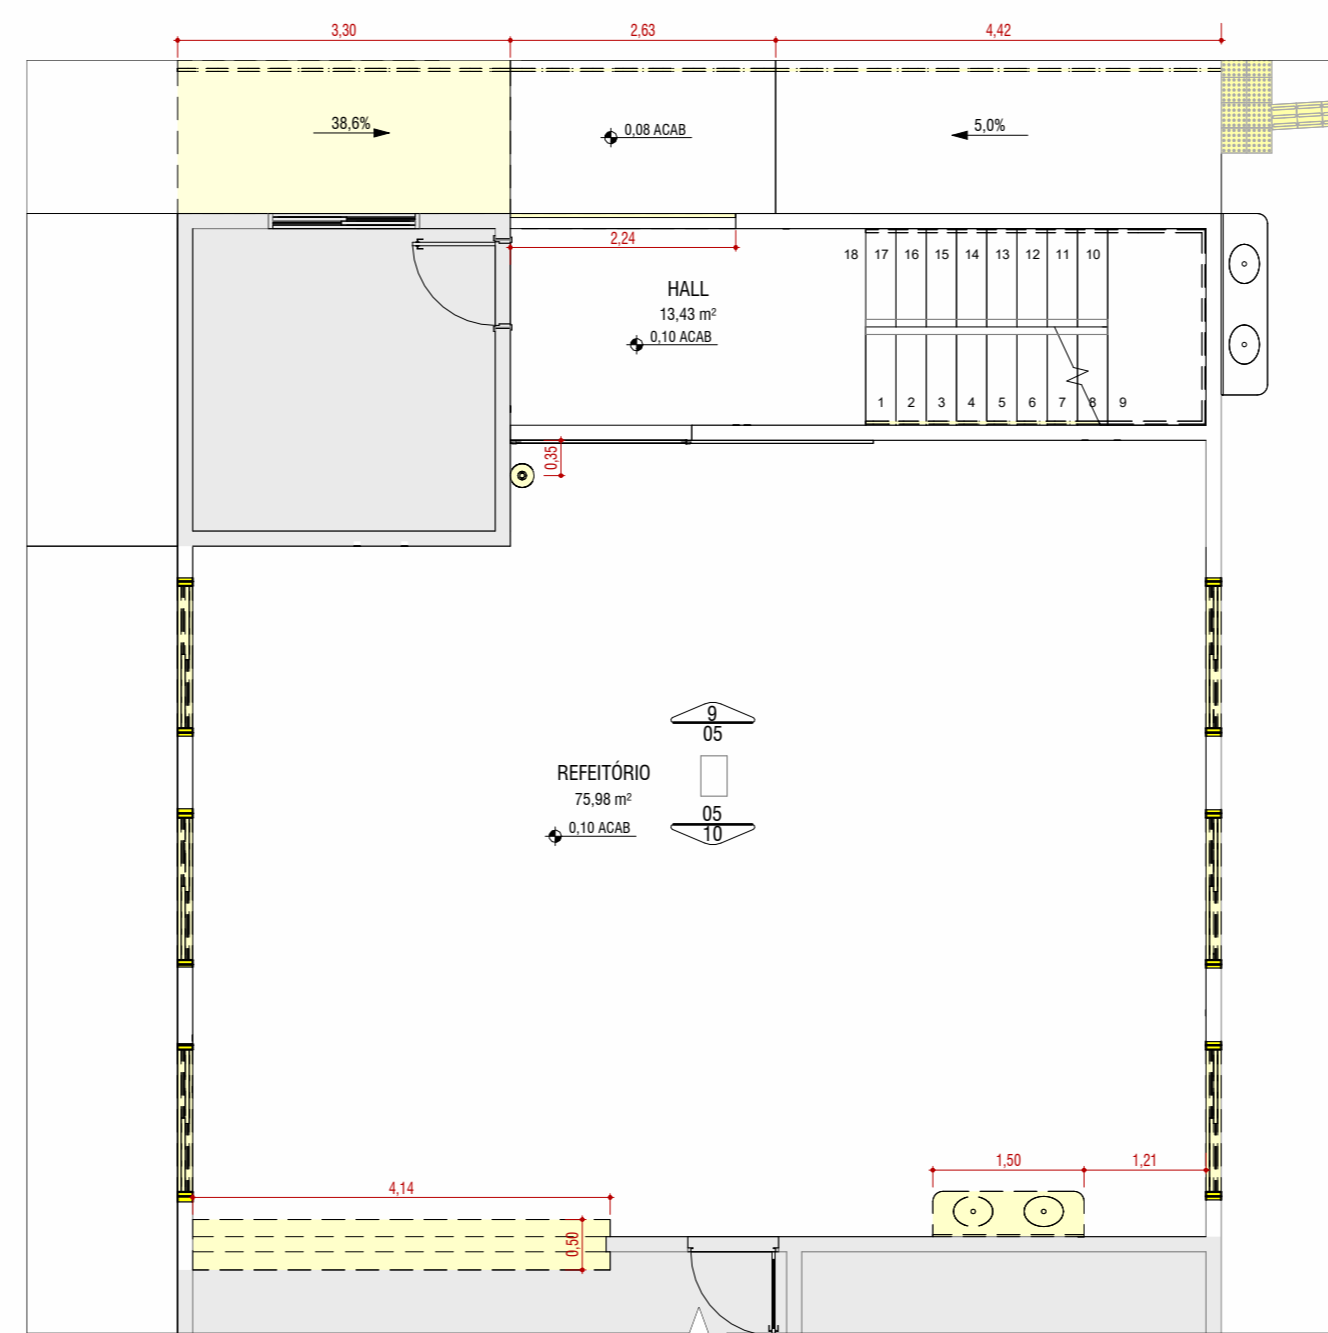 3,30 2,63 4,42
38,6% 0,08 ACAB 5,0%
2,24
18 17 16 15 14 13 12 11 10
HALL
13,43 m²
0,10 ACAB
1 2 3 4 5 6 7 8 9
0,35
9
05
REFEITÓRIO
75,98 m²
0,10 ACAB
05
10
1,50 1,21
4,14
0,50